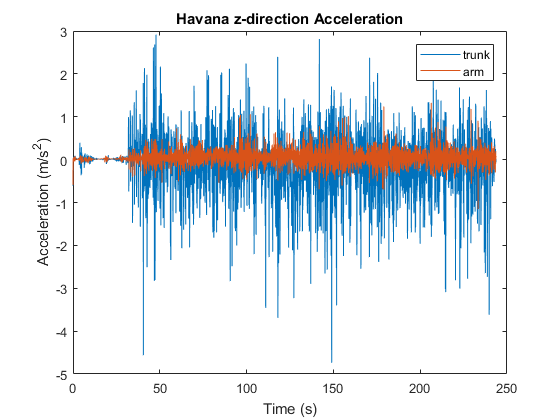 Havana z-direction Acceleration
trunk
arm
Acceleration (m/s²)
3
2
1
0
-1
-2
-3
-4
-5
0 50 100 150 200 250
Time (s)